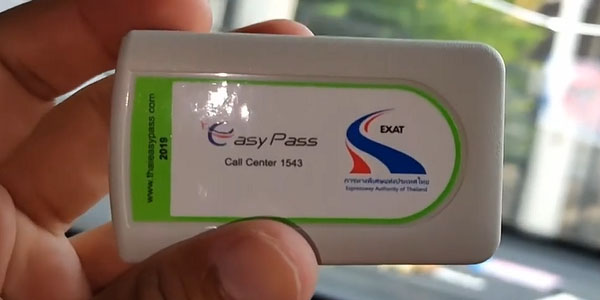 www.thaieasypass.com
2019
easy Pass
Call Center 1543
EXAT
การทางพิเศษแห่งประเทศไทย
Expressway Authority of Thailand